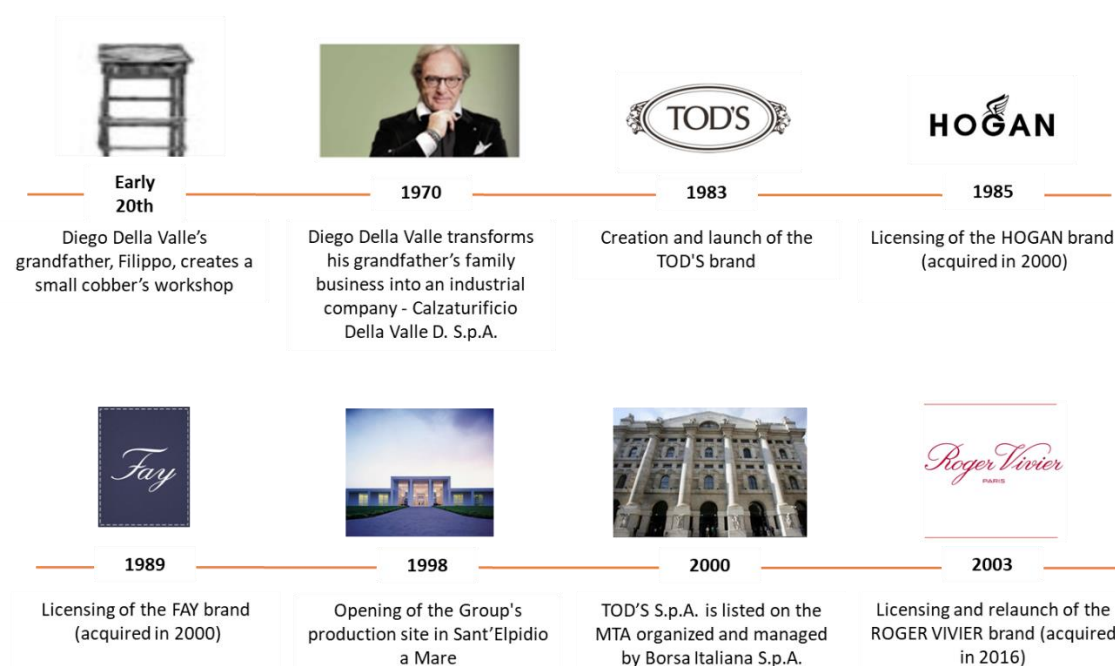 TOD'S
HOGAN
Early
20th
1970
1983
1985
Diego Della Valle's
grandfather, Filippo, creates a
small cobber's workshop
Diego Della Valle transforms
his grandfather's family
business into an industrial
company - Calzaturificio
Della Valle D. S.p.A.
Creation and launch of the
TOD'S brand
Licensing of the HOGAN brand
(acquired in 2000)
Fay
Roger Vivier
PARIS
1989
1998
2000
2003
Licensing of the FAY brand
(acquired in 2000)
Opening of the Group's
production site in Sant'Elpidio
a Mare
TOD'S S.p.A. is listed on the
MTA organized and managed
by Borsa Italiana S.p.A.
Licensing and relaunch of the
ROGER VIVIER brand (acquired
in 2016)